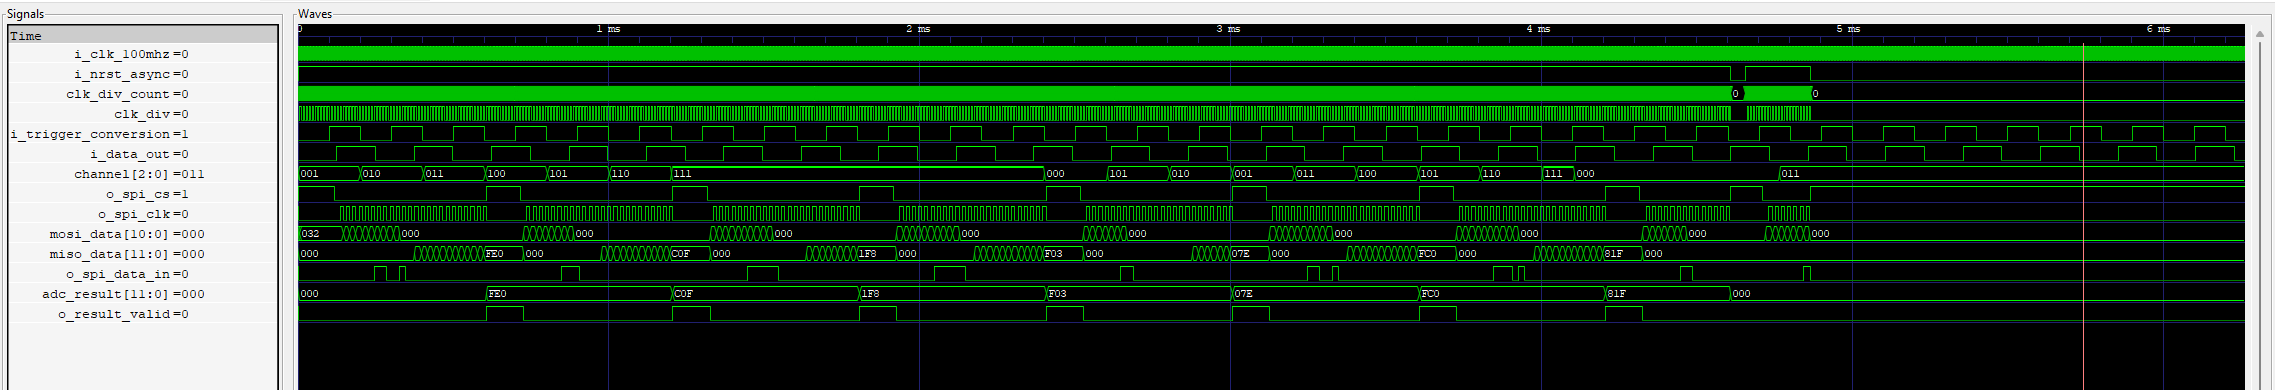 Signals
Waves
Time
0 1 ms 2 ms 3 ms 4 ms 5 ms 6 ms
i_clk_100mhz =0
i_nrst_async =0
clk_div_count =0 0 0
clk_div =0
i_trigger_conversion =1
i_data_out =0
channel[2:0] =011 001 010 011 100 101 110 111 000 101 010 001 011 100 101 110 111 000 011
o_spi_cs =1
o_spi_clk =0
mosi_data[10:0] =000 032 000 000 000 000 000 000 000 000 000
miso_data[11:0] =000 000 FE0 000 C0F 000 1F8 000 F03 000 07E 000 FC0 000 81F 000
o_spi_data_in =0
adc_result[11:0] =000 000 FE0 C0F 1F8 F03 07E FC0 81F 000
o_result_valid =0